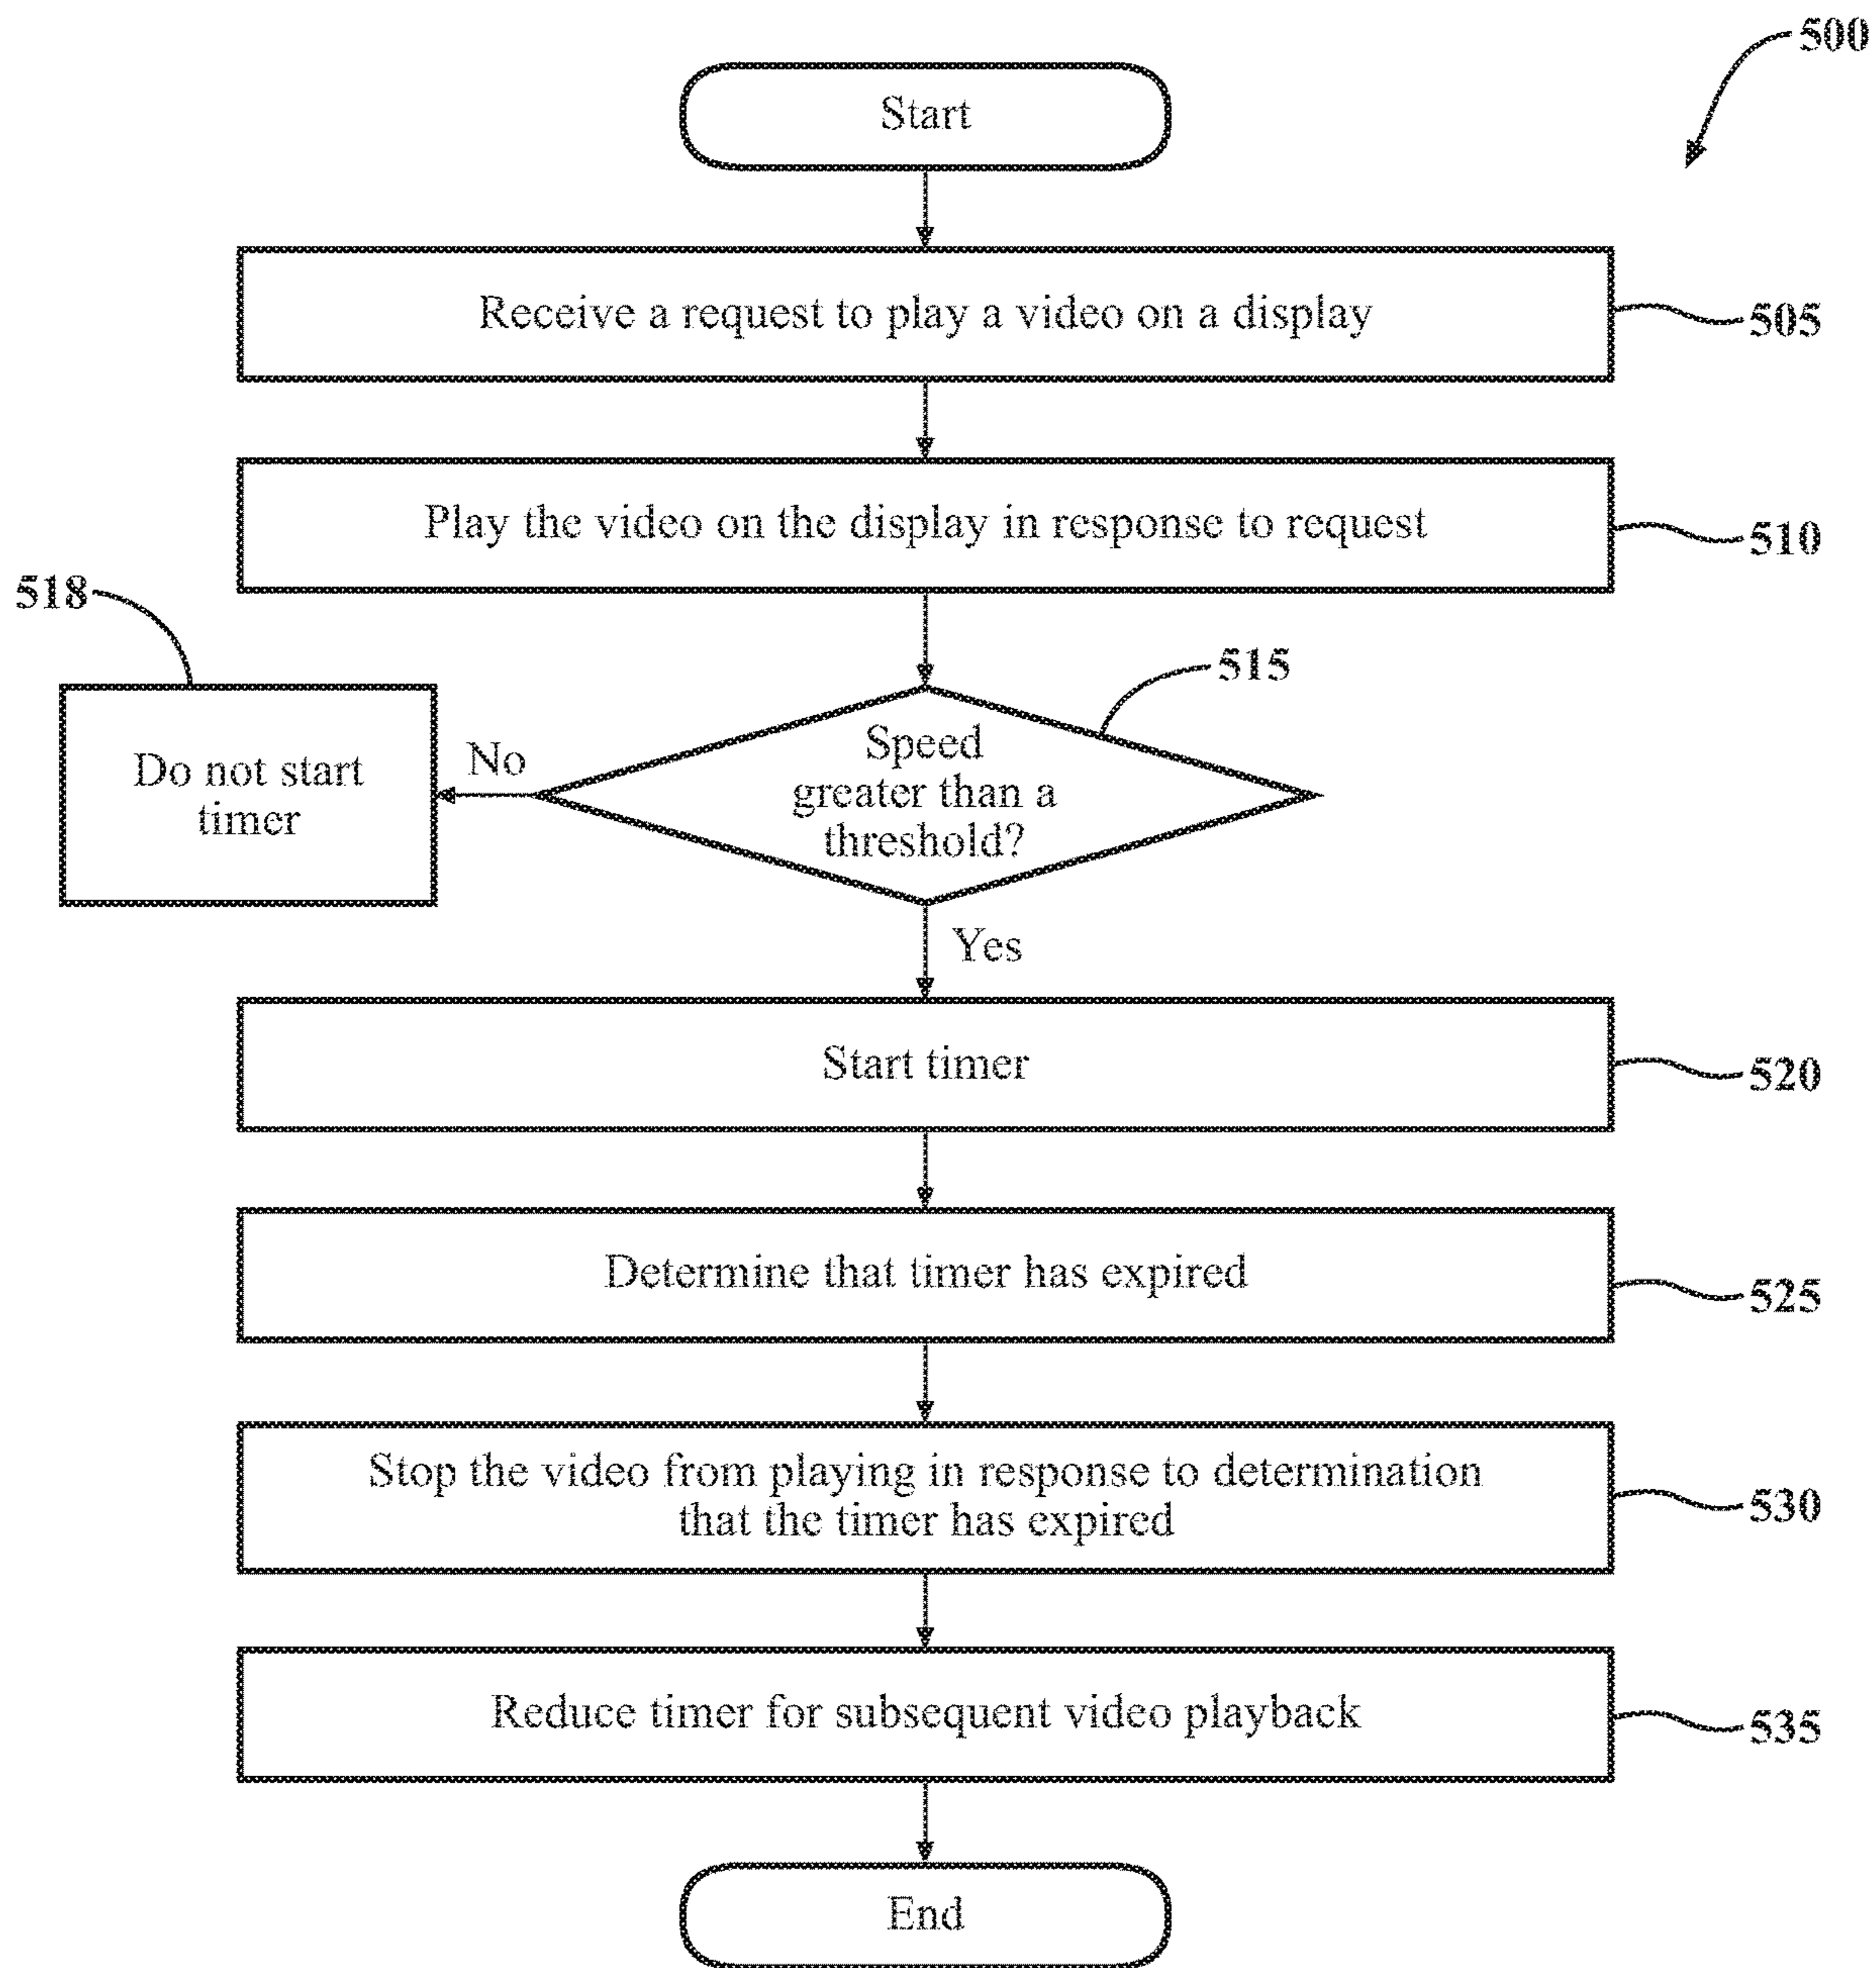 500
Start
Receive a request to play a video on a display
505
Play the video on the display in response to request
510
518
515
Do not start
timer
No
Speed
greater than a
threshold?
Yes
Start timer
520
Determine that timer has expired
525
Stop the video from playing in response to determination
that the timer has expired
530
Reduce timer for subsequent video playback
535
End